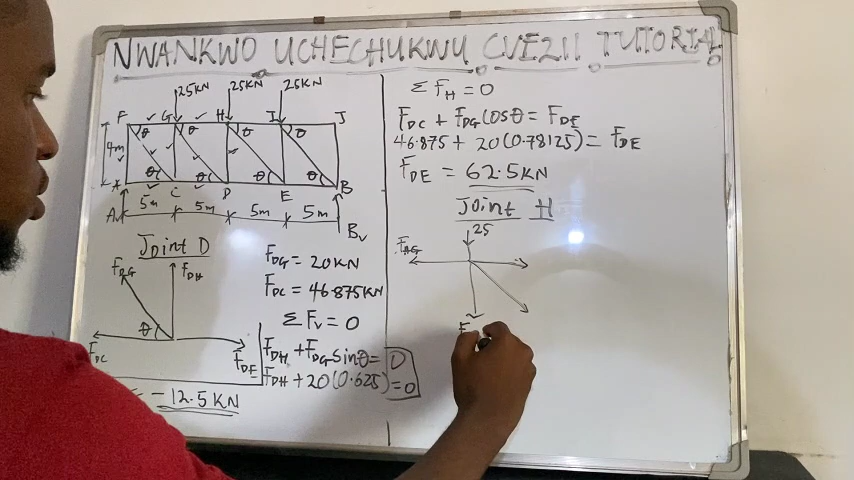 NWANKWO UCHECHUKWU CVE211 TUTORIAL
25KN 25KN 25KN
F G H I J
θ θ θ θ
4m
θ θ θ θ
A C D E B
5m 5m 5m 5m
Av Bv
Joint D
FDG FDH
θ
FDC FDE
FDG = 20KN
FDC = 46.875KN
ΣFv = 0
FDH + FDG sinθ = 0
FDH + 20(0.625) = 0
= -12.5KN
ΣFH = 0
FDC + FDG cosθ = FDE
46.875 + 20(0.78125) = FDE
FDE = 62.5KN
Joint H
25
FHG
F